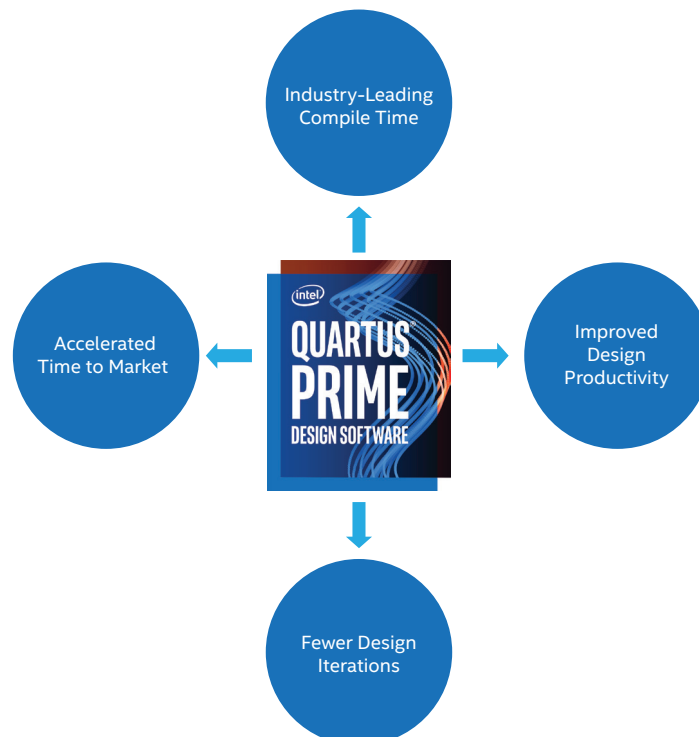 Industry-Leading
Compile Time
Accelerated
Time to Market
intel
QUARTUS®
PRIME
DESIGN SOFTWARE
Improved
Design
Productivity
Fewer Design
Iterations